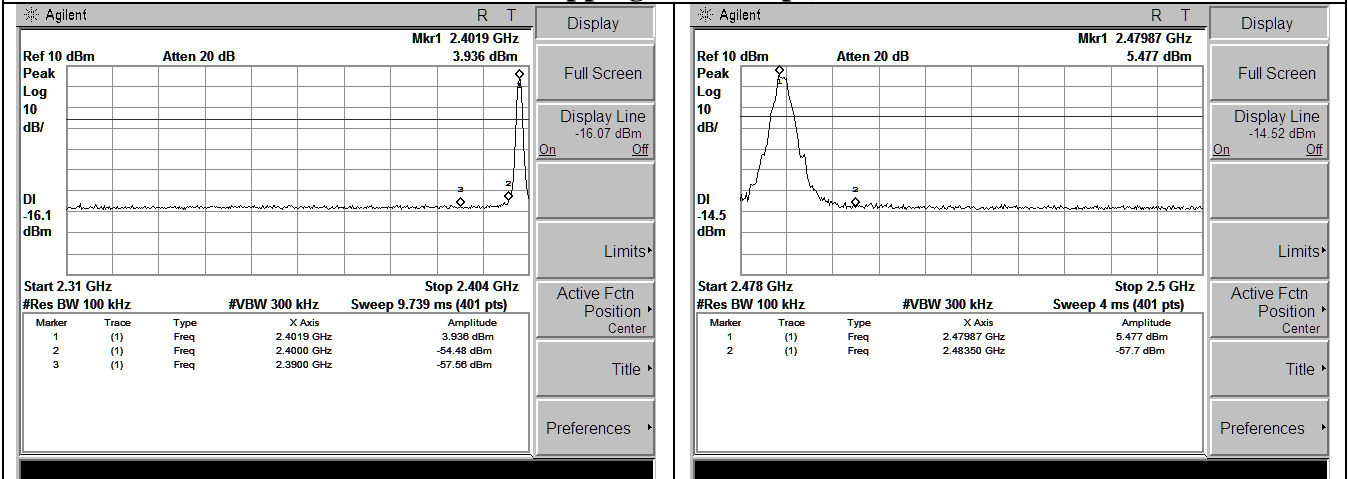 Agilent R T
Mkr1 2.4019 GHz
Ref 10 dBm Atten 20 dB 3.936 dBm
Peak
Log
10
dB/
1
3
2
DI
-16.1
dBm
Start 2.31 GHz Stop 2.404 GHz
#Res BW 100 kHz #VBW 300 kHz Sweep 9.739 ms (401 pts)
Marker Trace Type X Axis Amplitude
1 (1) Freq 2.4019 GHz 3.936 dBm
2 (1) Freq 2.4000 GHz -54.48 dBm
3 (1) Freq 2.3900 GHz -57.56 dBm
Display
Full Screen
Display Line
-16.07 dBm
On Off
Limits
Active Fctn
Position
Center
Title
Preferences
Agilent R T
Mkr1 2.47987 GHz
Ref 10 dBm Atten 20 dB 5.477 dBm
Peak
Log
10
dB/
1
2
DI
-14.5
dBm
Start 2.478 GHz Stop 2.5 GHz
#Res BW 100 kHz #VBW 300 kHz Sweep 4 ms (401 pts)
Marker Trace Type X Axis Amplitude
1 (1) Freq 2.47987 GHz 5.477 dBm
2 (1) Freq 2.48350 GHz -57.7 dBm
Display
Full Screen
Display Line
-14.52 dBm
On Off
Limits
Active Fctn
Position
Center
Title
Preferences